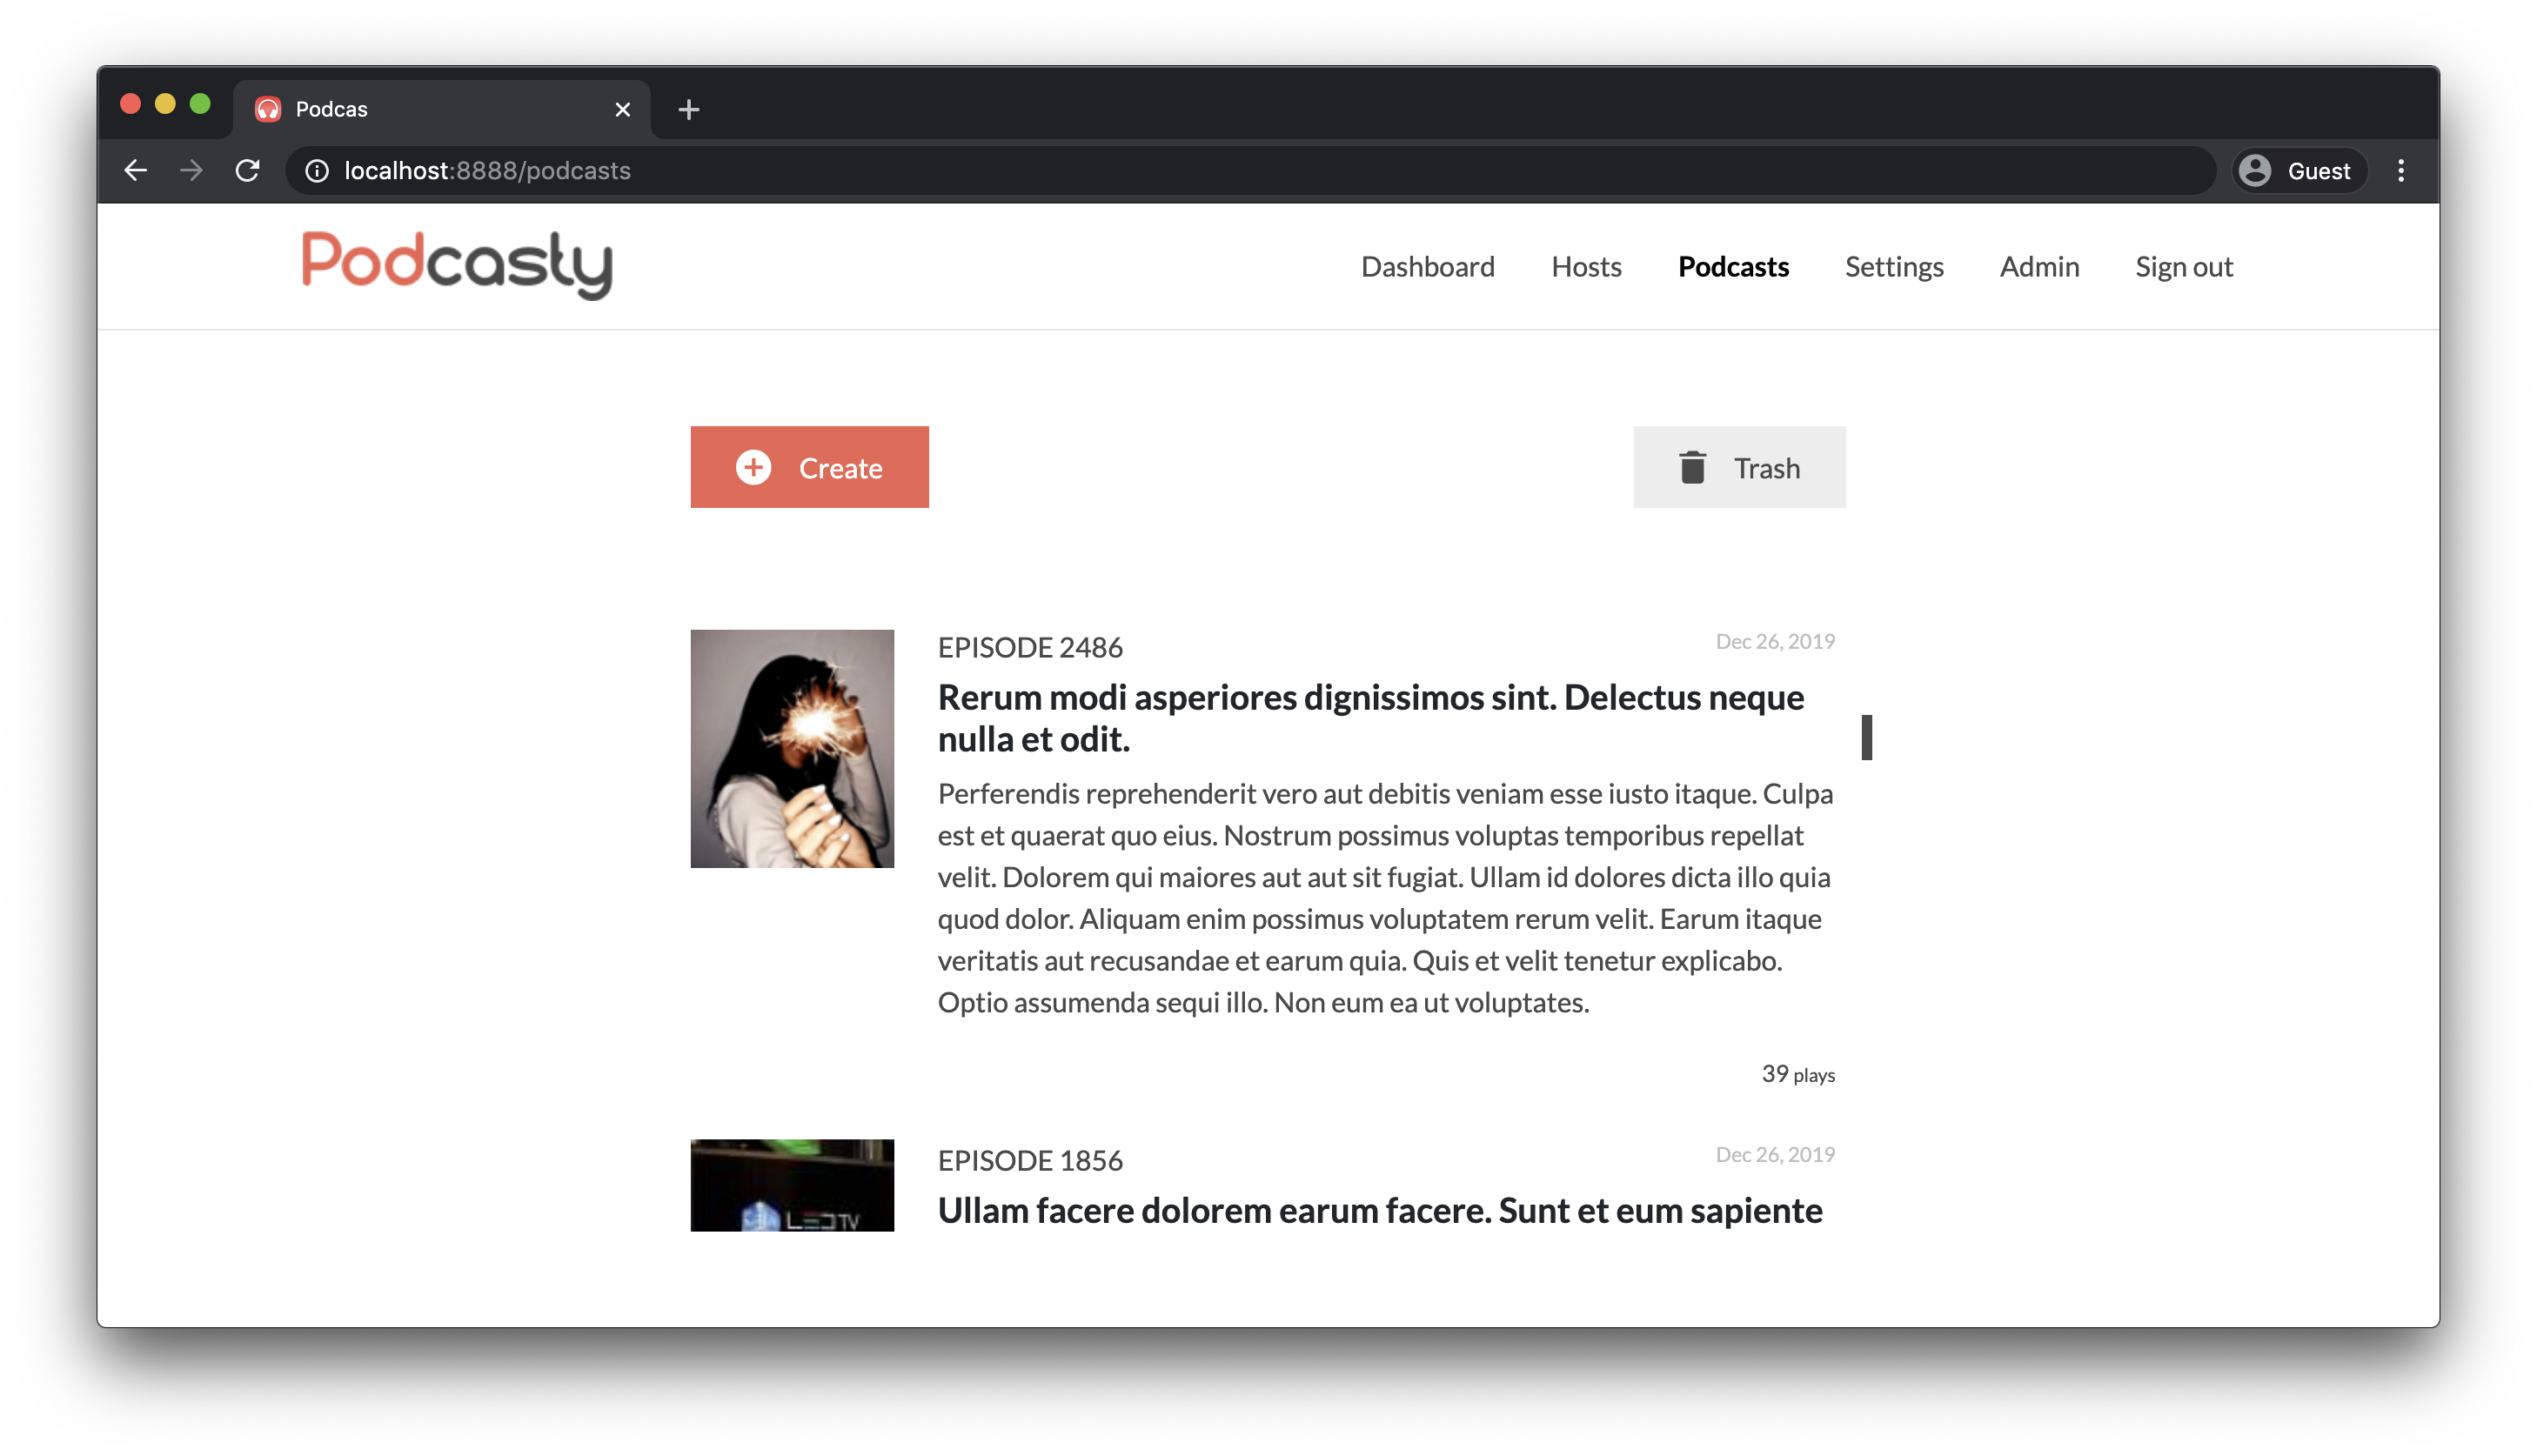 Podcas
localhost:8888/podcasts
Guest
Podcasty
Dashboard Hosts Podcasts Settings Admin Sign out
Create
Trash
EPISODE 2486
Dec 26, 2019
Rerum modi asperiores dignissimos sint. Delectus neque
nulla et odit.
Perferendis reprehenderit vero aut debitis veniam esse iusto itaque. Culpa
est et quaerat quo eius. Nostrum possimus voluptas temporibus repellat
velit. Dolorem qui maiores aut aut sit fugiat. Ullam id dolores dicta illo quia
quod dolor. Aliquam enim possimus voluptatem rerum velit. Earum itaque
veritatis aut recusandae et earum quia. Quis et velit tenetur explicabo.
Optio assumenda sequi illo. Non eum ea ut voluptates.
39 plays
EPISODE 1856
Dec 26, 2019
LED TV
Ullam facere dolorem earum facere. Sunt et eum sapiente